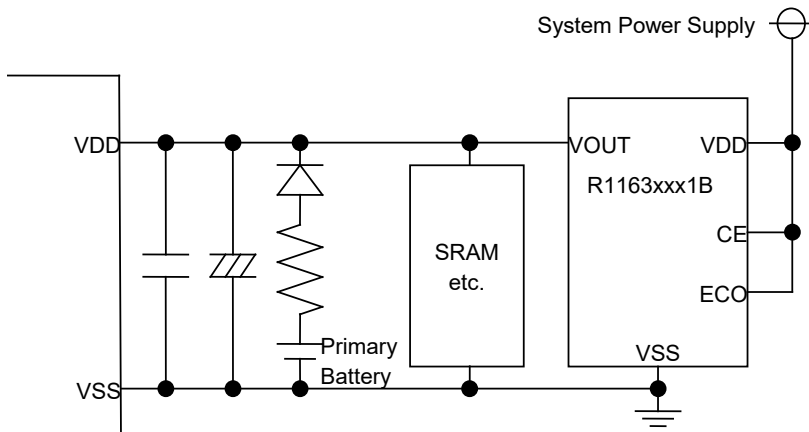 System Power Supply
VDD
VOUT
VDD
R1163xxx1B
CE
SRAM
etc.
ECO
Primary
Battery
VSS
VSS